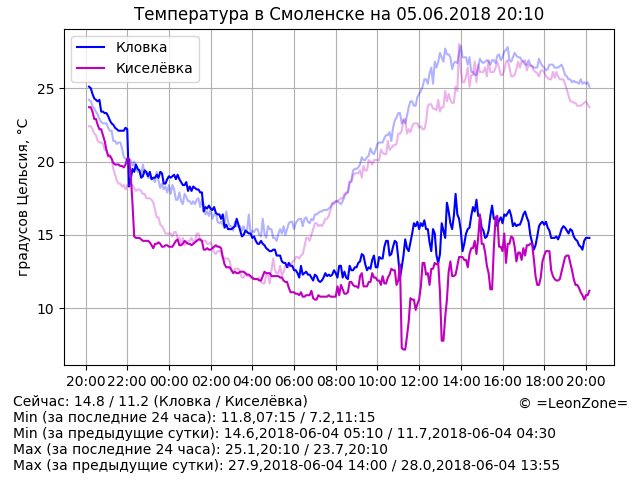 Температура в Смоленске на 05.06.2018 20:10
Кловка
Киселёвка
градусов Цельсия, °C
25
20
15
10
20:00 22:00 00:00 02:00 04:00 06:00 08:00 10:00 12:00 14:00 16:00 18:00 20:00
Сейчас: 14.8 / 11.2 (Кловка / Киселёвка)
© =LeonZone=
Min (за последние 24 часа): 11.8,07:15 / 7.2,11:15
Min (за предыдущие сутки): 14.6,2018-06-04 05:10 / 11.7,2018-06-04 04:30
Max (за последние 24 часа): 25.1,20:10 / 23.7,20:10
Max (за предыдущие сутки): 27.9,2018-06-04 14:00 / 28.0,2018-06-04 13:55